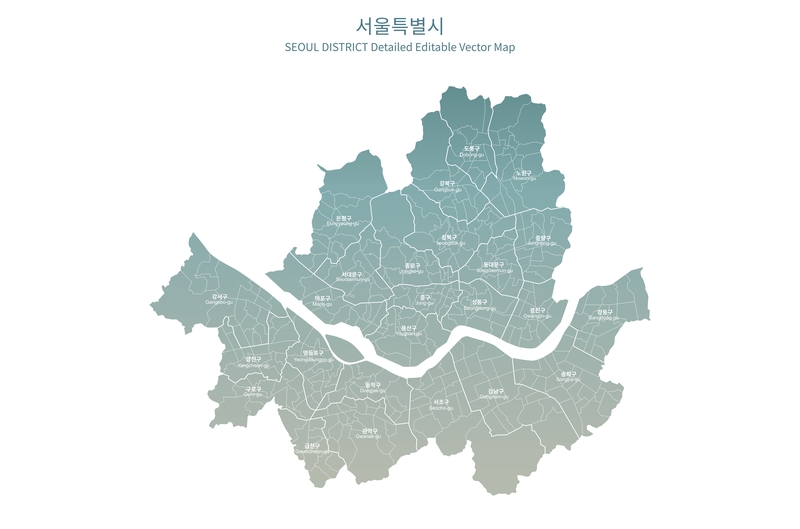 서울특별시
SEOUL DISTRICT Detailed Editable Vector Map
도봉구
Dobong-gu
노원구
Nowon-gu
강북구
Gangbuk-gu
은평구
Eunpyeong-gu
성북구
Seongbuk-gu
중랑구
Jungnang-gu
종로구
Jongno-gu
동대문구
Dongdaemun-gu
서대문구
Seodaemun-gu
강서구
Gangseo-gu
마포구
Mapo-gu
중구
Jung-gu
성동구
Seongdong-gu
광진구
Gwangjin-gu
강동구
Gangdong-gu
용산구
Yongsan-gu
양천구
Yangcheon-gu
영등포구
Yeongdeungpo-gu
송파구
Songpa-gu
구로구
Guro-gu
동작구
Dongjak-gu
강남구
Gangnam-gu
서초구
Seocho-gu
관악구
Gwanak-gu
금천구
Geumcheon-gu